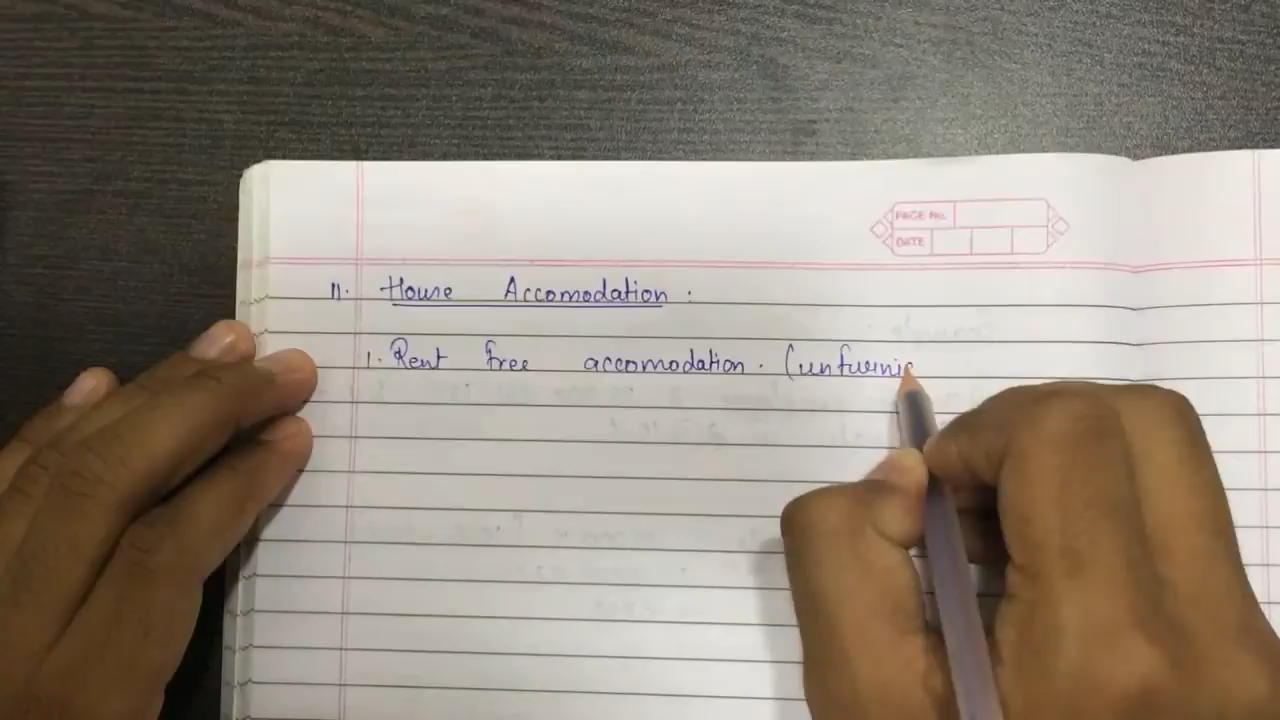 PAGE No.
DATE
11. House Accomodation :
1. Rent free accomodation. (unfurnis